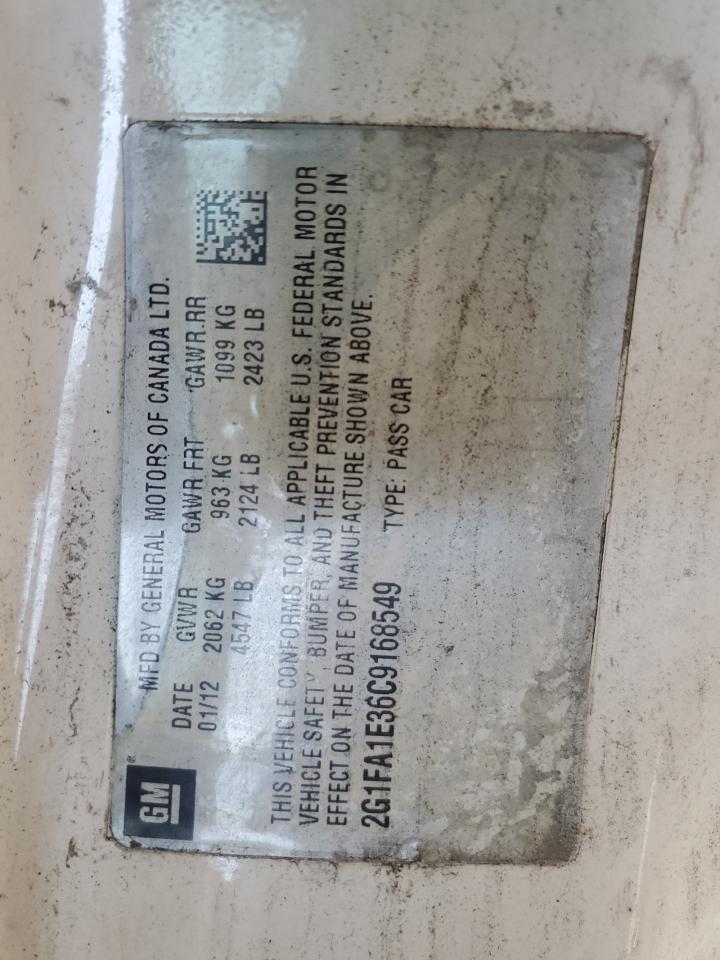 GM
MFD BY GENERAL MOTORS OF CANADA LTD.
DATE GVWR GAWR FRT GAWR RR
01/12 2062 KG 963 KG 1099 KG
4547 LB 2124 LB 2423 LB
THIS VEHICLE CONFORMS TO ALL APPLICABLE U.S. FEDERAL MOTOR
VEHICLE SAFETY, BUMPER, AND THEFT PREVENTION STANDARDS IN
EFFECT ON THE DATE OF MANUFACTURE SHOWN ABOVE.
2G1FA1E36C9168549 TYPE: PASS CAR